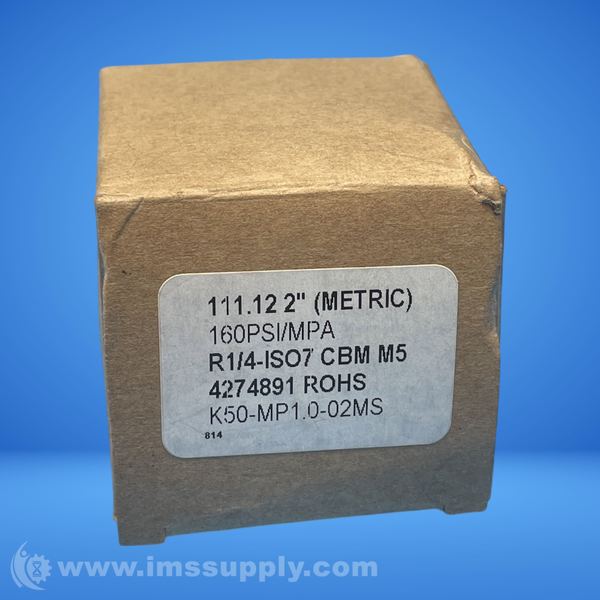 111.12 2" (METRIC)
160PSI/MPA
R1/4-ISO7 CBM M5
4274891 ROHS
K50-MP1.0-02MS
814
www.imssupply.com